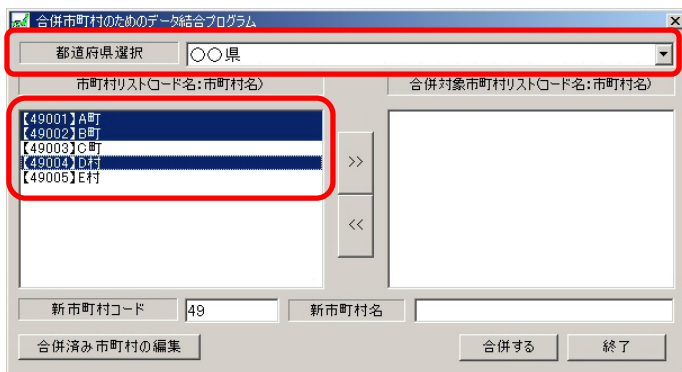 合併市町村のためのデータ結合プログラム
都道府県選択 ○○県
市町村リスト(コード名:市町村名) 合併対象市町村リスト(コード名:市町村名)
【49001】A町
【49002】B町
【49003】C町
【49004】D村
【49005】E村
>>
<<
新市町村コード 49 新市町村名
合併済み市町村の編集 合併する 終了